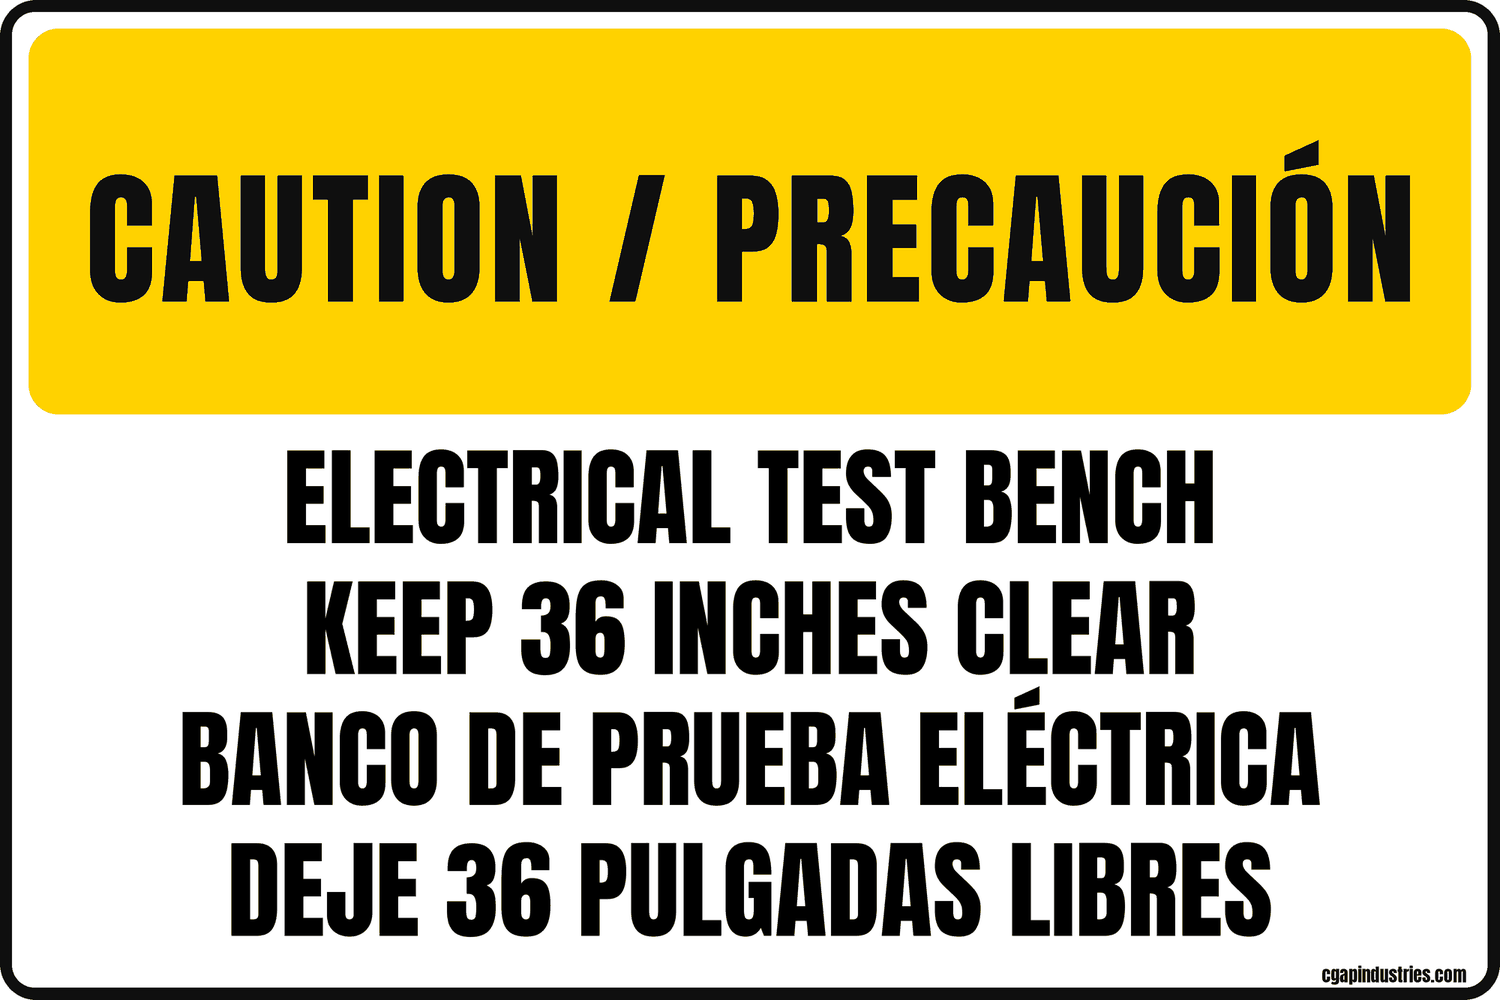 CAUTION / PRECAUCIÓN
ELECTRICAL TEST BENCH
KEEP 36 INCHES CLEAR
BANCO DE PRUEBA ELÉCTRICA
DEJE 36 PULGADAS LIBRES
cgapindustries.com